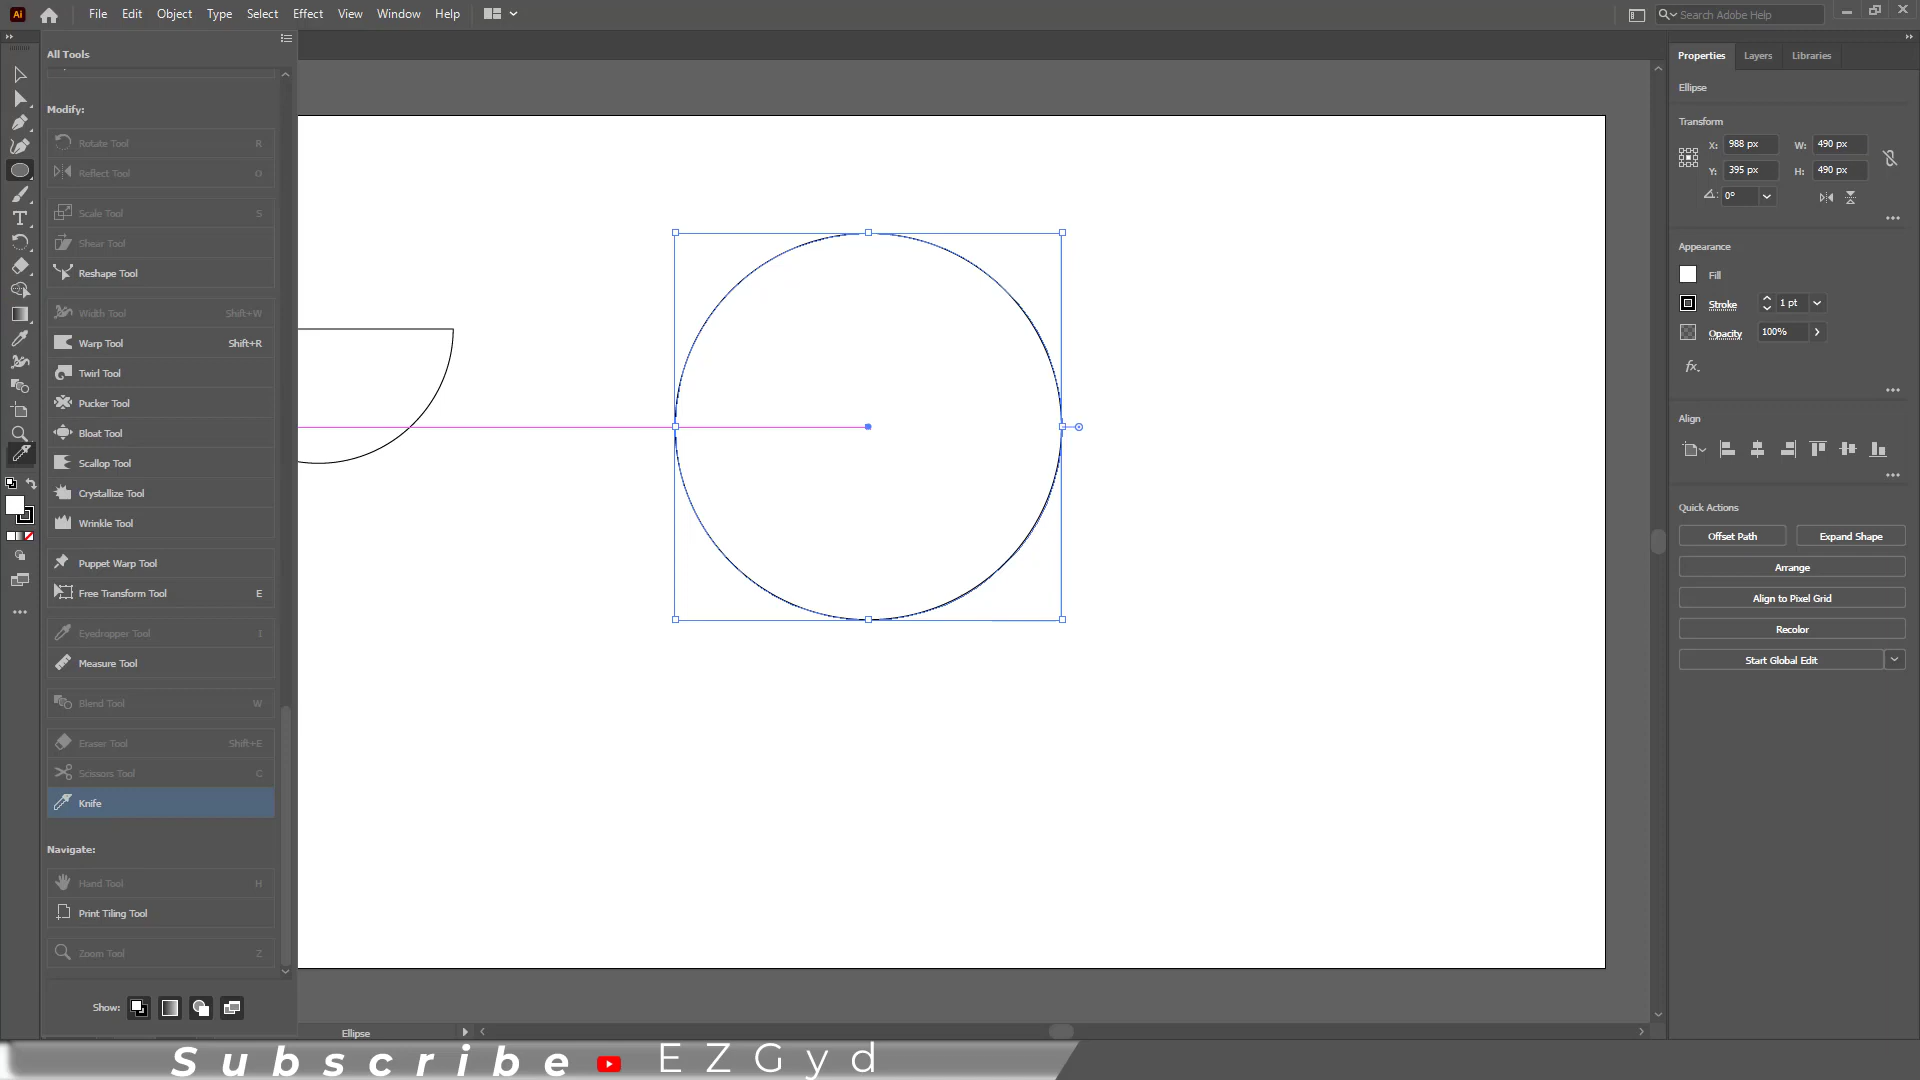 Ai File Edit Object Type Select Effect View Window Help Search Adobe Help
All Tools
Modify:
Rotate Tool R
Reflect Tool O
Scale Tool S
Shear Tool
Reshape Tool
Width Tool Shift+W
Warp Tool Shift+R
Twirl Tool
Pucker Tool
Bloat Tool
Scallop Tool
Crystallize Tool
Wrinkle Tool
Puppet Warp Tool
Free Transform Tool E
Eyedropper Tool I
Measure Tool
Blend Tool W
Eraser Tool Shift+E
Scissors Tool C
Knife
Navigate:
Hand Tool H
Print Tiling Tool
Zoom Tool Z
Show:
Ellipse
Properties Layers Libraries
Ellipse
Transform
X: 988 px W: 490 px
Y: 395 px H: 490 px
0°
Appearance
Fill
Stroke 1 pt
Opacity 100%
fx.
Align
Quick Actions
Offset Path Expand Shape
Arrange
Align to Pixel Grid
Recolor
Start Global Edit
Subscribe EZGyd